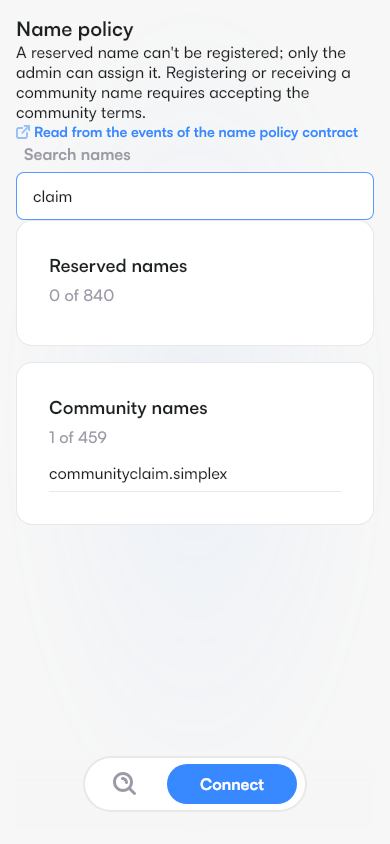 Name policy
A reserved name can't be registered; only the
admin can assign it. Registering or receiving a
community name requires accepting the
community terms.
Read from the events of the name policy contract
Search names
claim
Reserved names
0 of 840
Community names
1 of 459
communityclaim.simplex
Connect